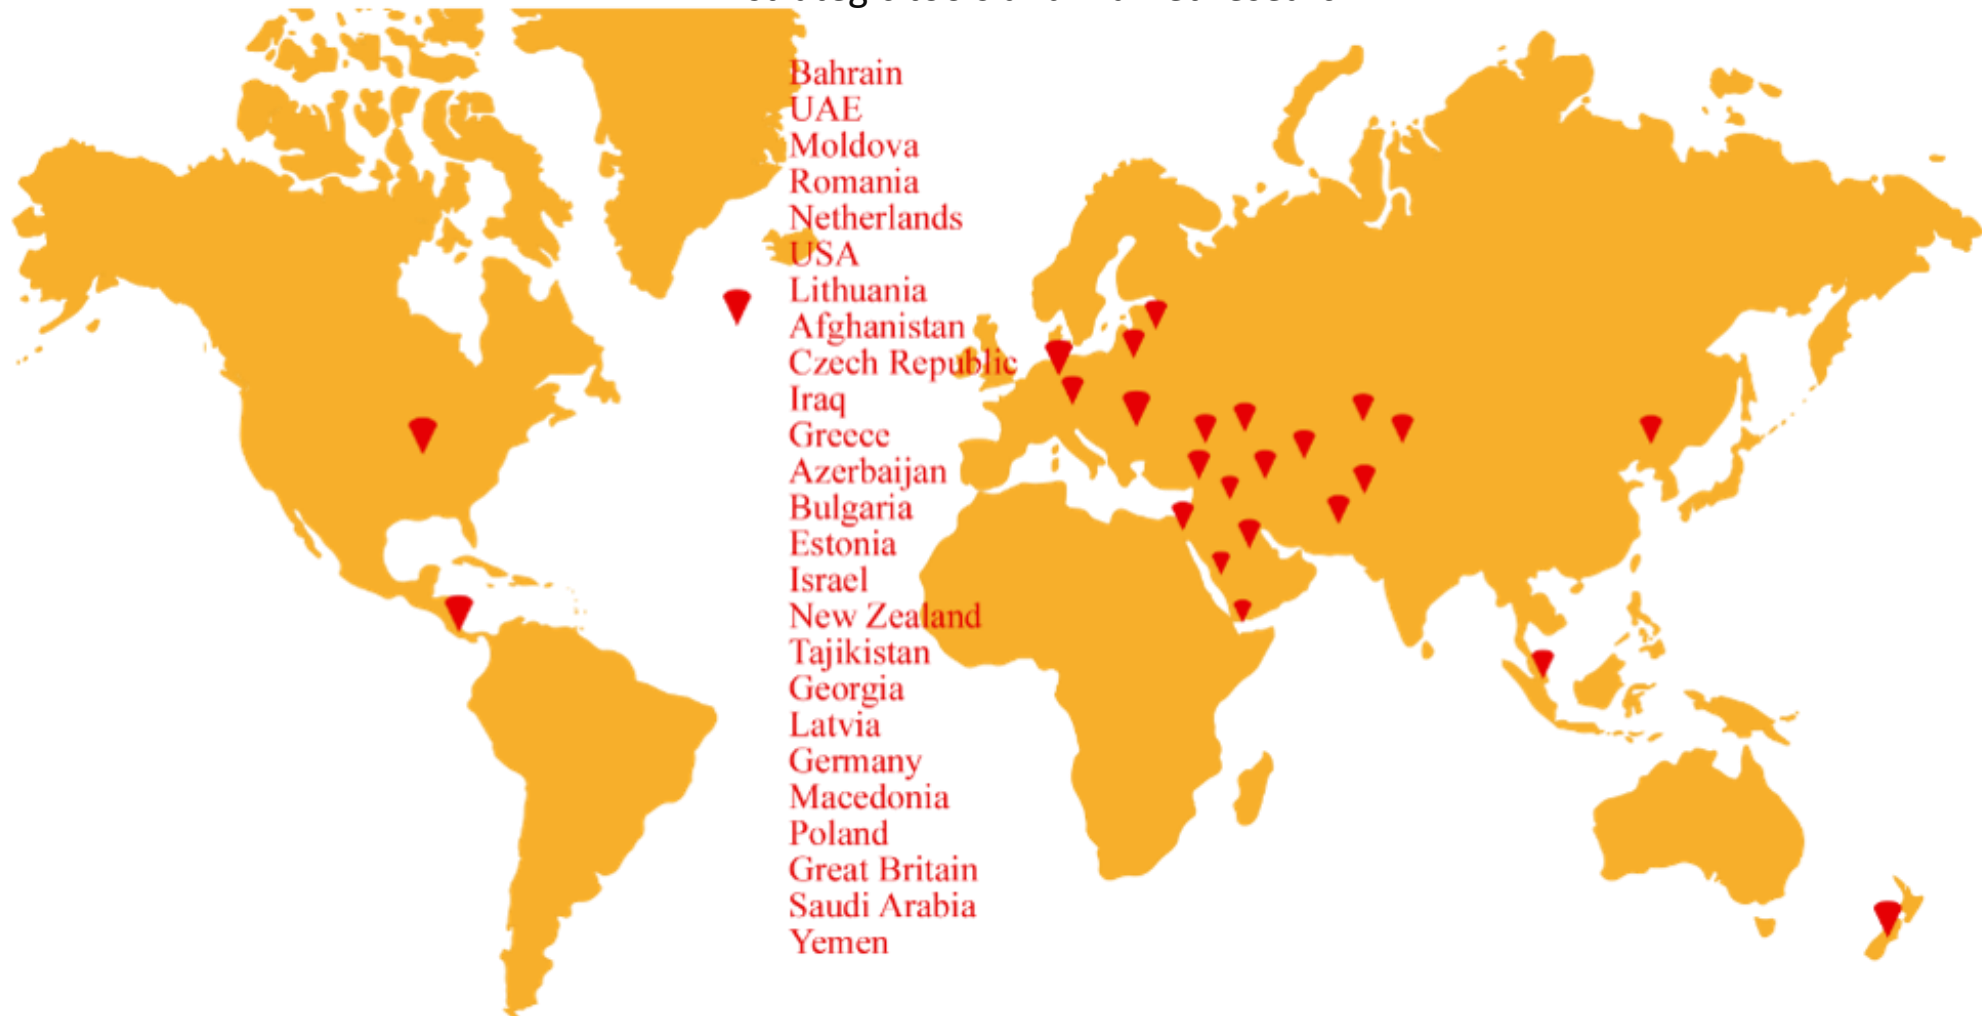 Bahrain
UAE
Moldova
Romania
Netherlands
USA
Lithuania
Afghanistan
Czech Republic
Iraq
Greece
Azerbaijan
Bulgaria
Estonia
Israel
New Zealand
Tajikistan
Georgia
Latvia
Germany
Macedonia
Poland
Great Britain
Saudi Arabia
Yemen